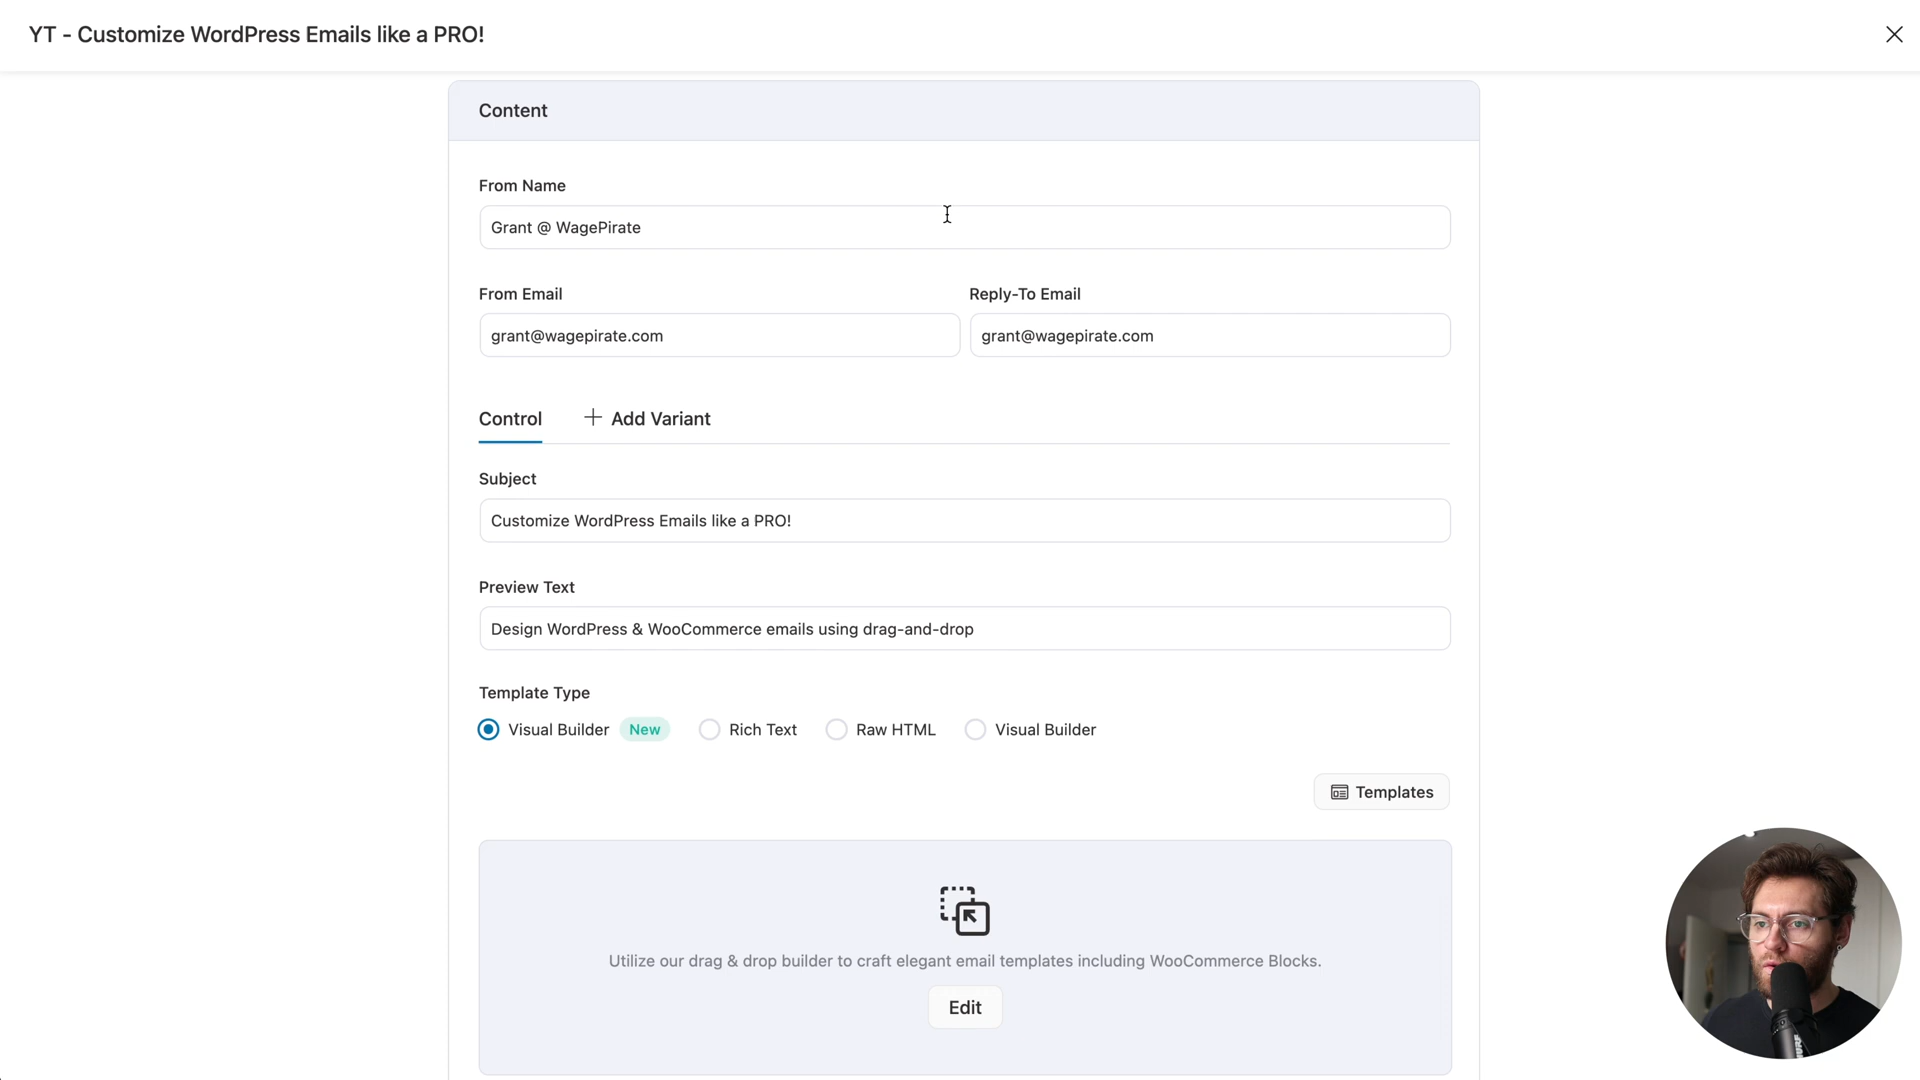 YT - Customize WordPress Emails like a PRO!
Content
From Name
Grant @ WagePirate
From Email
Reply-To Email
grant@wagepirate.com
grant@wagepirate.com
Control
Add Variant
Subject
Customize WordPress Emails like a PRO!
Preview Text
Design WordPress & WooCommerce emails using drag-and-drop
Template Type
Visual Builder New
Rich Text
Raw HTML
Visual Builder
Templates
Utilize our drag & drop builder to craft elegant email templates including WooCommerce Blocks.
Edit